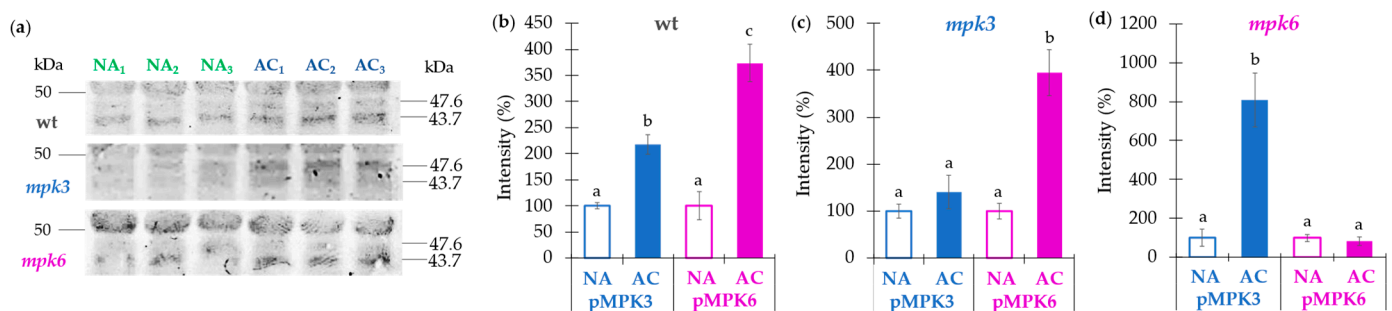 (a)
kDa NA1 NA2 NA3 AC1 AC2 AC3 kDa
50
47.6
43.7
wt
50
47.6
43.7
mpk3
50
47.6
43.7
mpk6
(b)
wt
Intensity (%)
450
400
350
300
250
200
150
100
50
0
a b a c
NA AC NA AC
pMPK3 pMPK6
(c)
mpk3
Intensity (%)
500
400
300
200
100
0
a a a b
NA AC NA AC
pMPK3 pMPK6
(d)
mpk6
Intensity (%)
1200
1000
800
600
400
200
0
a b a a
NA AC NA AC
pMPK3 pMPK6